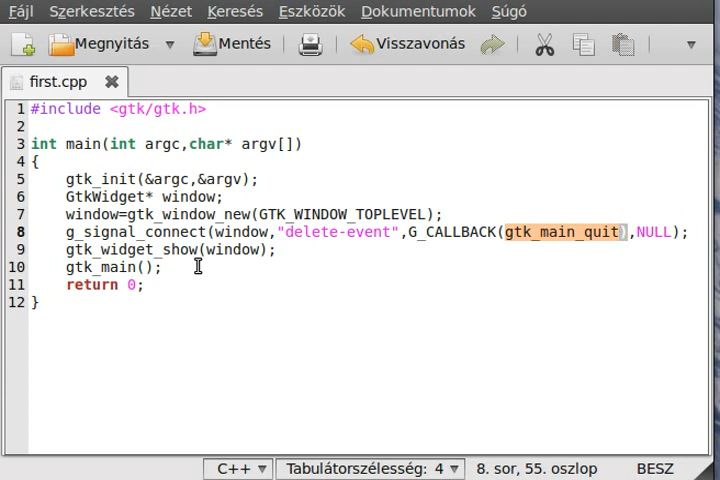 Fájl Szerkesztés Nézet Keresés Eszközök Dokumentumok Súgó
Megnyitás Mentés Visszavonás
first.cpp
1 #include <gtk/gtk.h>
2
3 int main(int argc,char* argv[])
4 {
5 gtk_init(&argc,&argv);
6 GtkWidget* window;
7 window=gtk_window_new(GTK_WINDOW_TOPLEVEL);
8 g_signal_connect(window,"delete-event",G_CALLBACK(gtk_main_quit),NULL);
9 gtk_widget_show(window);
10 gtk_main();
11 return 0;
12 }
C++ Tabulátorszélesség: 4 8. sor, 55. oszlop BESZ